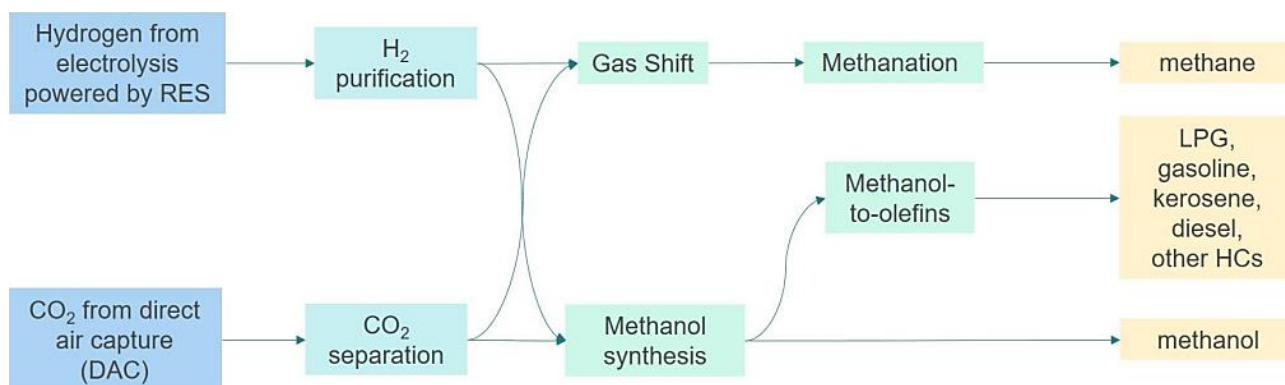 Hydrogen from
electrolysis
powered by RES
H₂
purification
Gas Shift
Methanation
methane
LPG,
gasoline,
kerosene,
diesel,
other HCs
Methanol-
to-olefins
CO₂ from direct
air capture
(DAC)
CO₂
separation
Methanol
synthesis
methanol